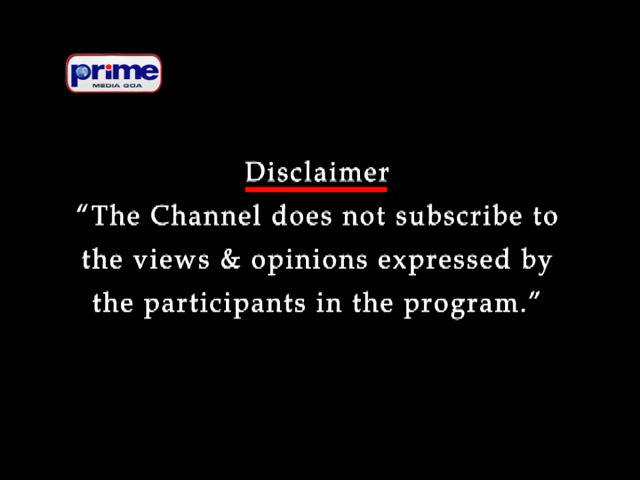 prime
MEDIA GOA
Disclaimer
“The Channel does not subscribe to
the views & opinions expressed by
the participants in the program.”